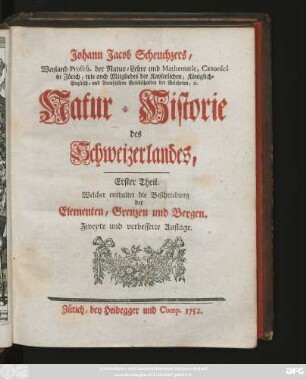 Johann Jacob Scheuchzers,
Weyland Profess. der Natur-Lehre und Mathematic, Canonici
in Zürich, wie auch Mitgliedes der Kayserlichen, Königlich-
Englisch- und Preußischen Gesellschaften der Gelehrten, ꝛc.
Natur-Historie
des
Schweizerlandes,
Erster Theil.
Welcher enthaltet die Beschreibung
der
Elementen, Grenzen und Bergen.
Zweyte und verbesserte Auflage.
Zürich, bey Heidegger und Comp. 1752.